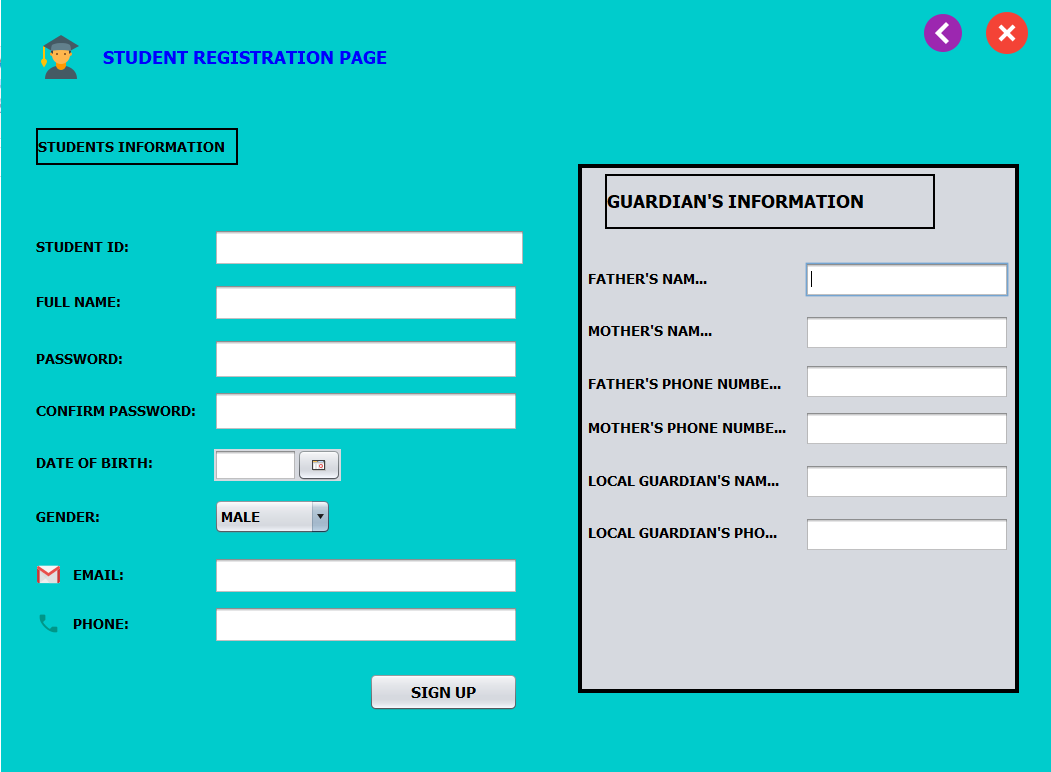 STUDENT REGISTRATION PAGE
STUDENTS INFORMATION
STUDENT ID:
FULL NAME:
PASSWORD:
CONFIRM PASSWORD:
DATE OF BIRTH:
GENDER:
MALE
EMAIL:
PHONE:
SIGN UP
GUARDIAN'S INFORMATION
FATHER'S NAM...
MOTHER'S NAM...
FATHER'S PHONE NUMBE...
MOTHER'S PHONE NUMBE...
LOCAL GUARDIAN'S NAM...
LOCAL GUARDIAN'S PHO...